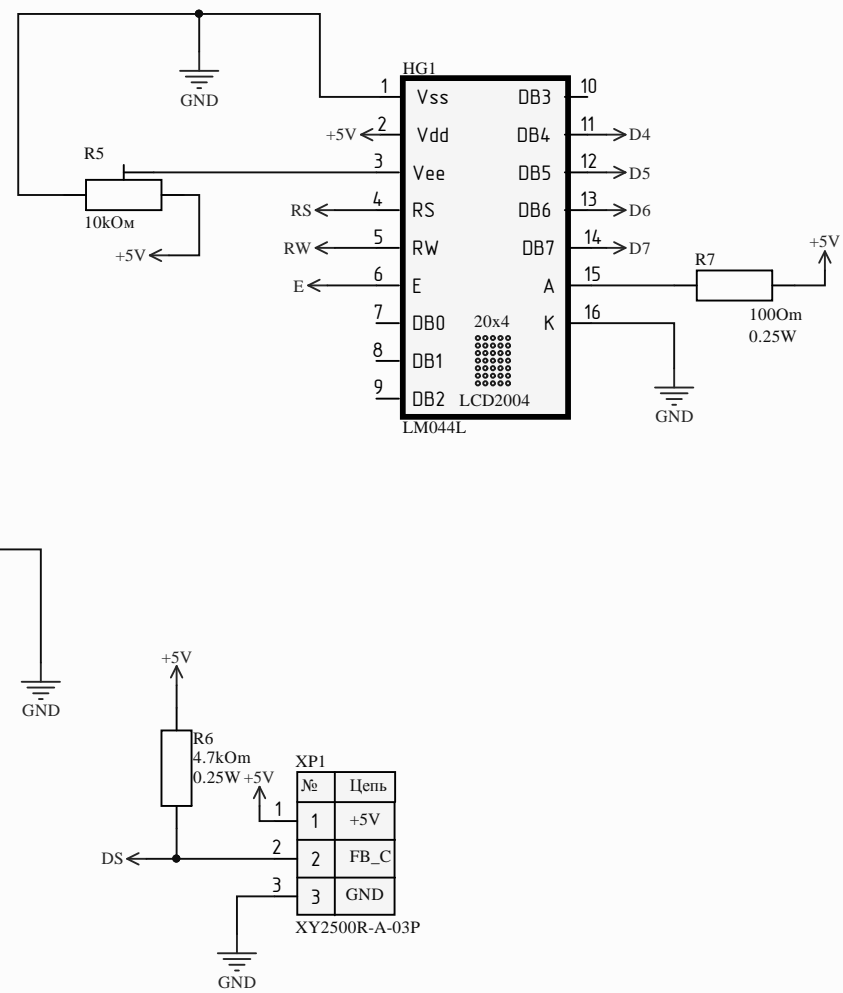 HG1
GND
1 Vss DB3 10
+5V 2 Vdd DB4 11 D4
R5
3 Vee DB5 12 D5
RS 4 RS DB6 13 D6
10kОм
+5V
RW 5 RW DB7 14 D7
+5V
R7
E 6 E A 15
100Om
0.25W
7 DB0 20x4 K 16
8 DB1
9 DB2 LCD2004
GND
LM044L
+5V
GND
R6
4.7kOm
0.25W
+5V
XP1
№ Цепь
1 1 +5V
DS 2 2 FB_C
3 3 GND
XY2500R-A-03P
GND